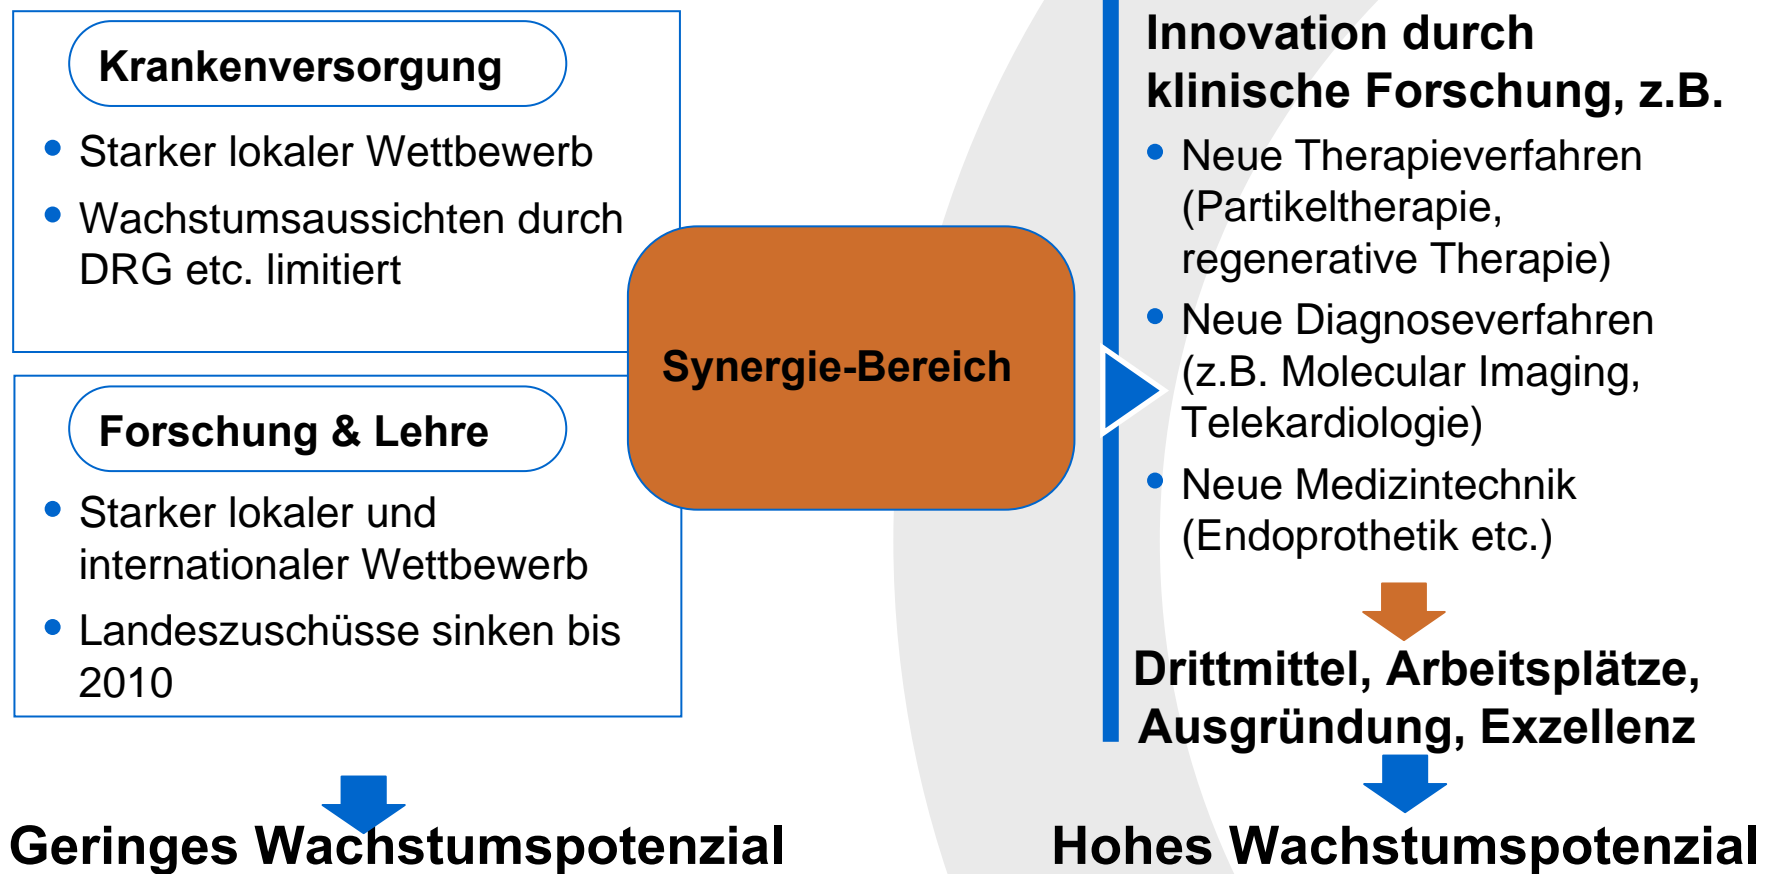 Krankenversorgung
• Starker lokaler Wettbewerb
• Wachstumsaussichten durch
DRG etc. limitiert
Forschung & Lehre
• Starker lokaler und
internationaler Wettbewerb
• Landeszuschüsse sinken bis
2010
Geringes Wachstumspotenzial
Synergie-Bereich
Innovation durch
klinische Forschung, z.B.
• Neue Therapieverfahren
(Partikeltherapie,
regenerative Therapie)
• Neue Diagnoseverfahren
(z.B. Molecular Imaging,
Telekardiologie)
• Neue Medizintechnik
(Endoprothetik etc.)
Drittmittel, Arbeitsplätze,
Ausgründung, Exzellenz
Hohes Wachstumspotenzial